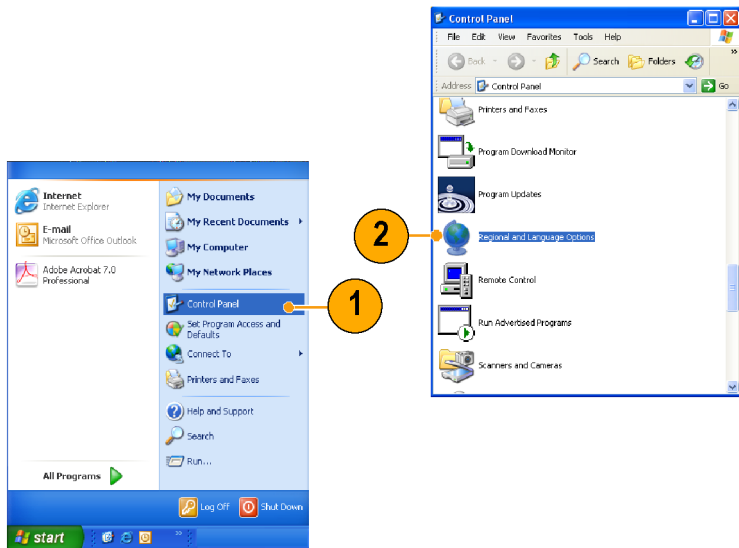 Control Panel
File Edit View Favorites Tools Help
Back Search Folders
Address Control Panel Go
Printers and Faxes
Program Download Monitor
Program Updates
2
Regional and Language Options
Remote Control
Run Advertised Programs
Scanners and Cameras
Internet
Internet Explorer
E-mail
Microsoft Office Outlook
Adobe Acrobat 7.0
Professional
All Programs
My Documents
My Recent Documents
My Computer
My Network Places
Control Panel
1
Set Program Access and
Defaults
Connect To
Printers and Faxes
Help and Support
Search
Run...
Log Off Shut Down
start